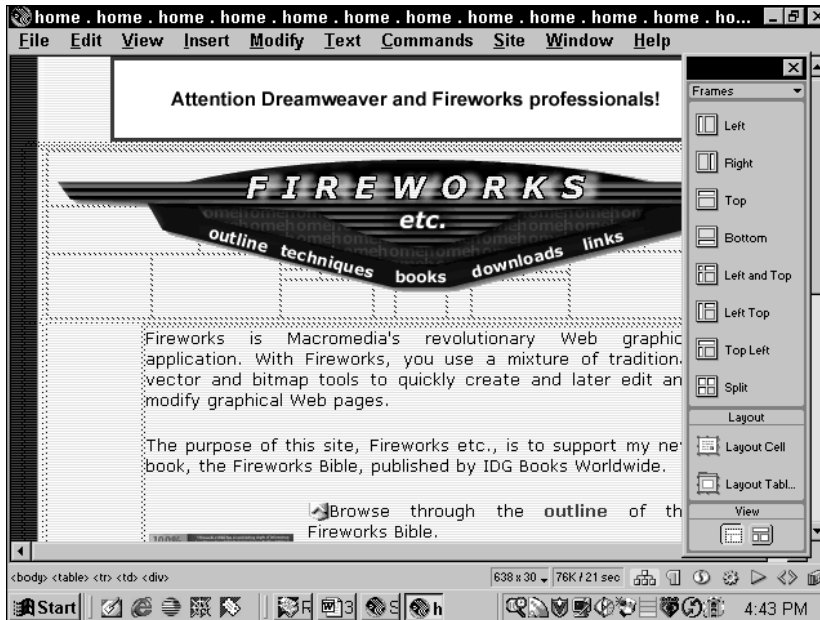 home . home . home . home . home . home . home . home . home . ho...
File Edit View Insert Modify Text Commands Site Window Help
Attention Dreamweaver and Fireworks professionals!
FIREWORKS
etc.
outline techniques books downloads links
Fireworks is Macromedia's revolutionary Web graphic
application. With Fireworks, you use a mixture of tradition
vector and bitmap tools to quickly create and later edit an
modify graphical Web pages.
The purpose of this site, Fireworks etc., is to support my ne
book, the Fireworks Bible, published by IDG Books Worldwide.
Browse through the outline of th
Fireworks Bible.
100%
Frames
Left
Right
Top
Bottom
Left and Top
Left Top
Top Left
Split
Layout
Layout Cell
Layout Tabl...
View
<body> <table> <tr> <td> <div>
638 x 30
76K / 21 sec
Start
R
3
S
h
4:43 PM